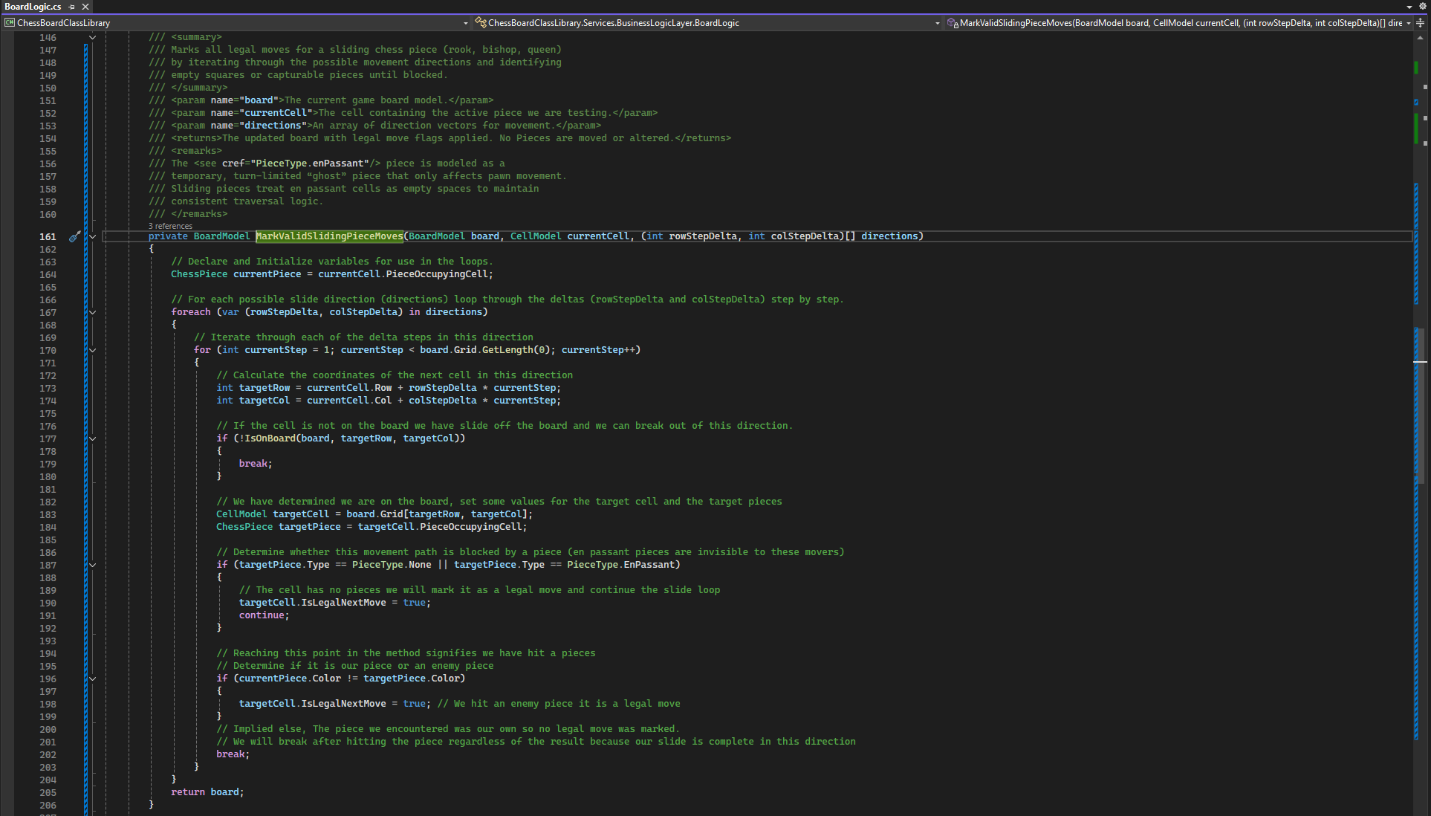 BoardLogic.cs
ChessBoardClassLibrary ChessBoardClassLibrary.Services.BusinessLogicLayer.BoardLogic MarkValidSlidingPieceMoves(BoardModel board, CellModel currentCell, (int rowStepDelta, int colStepDelta)[] dire
146 /// <summary>
147 /// Marks all legal moves for a sliding chess piece (rook, bishop, queen)
148 /// by iterating through the possible movement directions and identifying
149 /// empty squares or capturable pieces until blocked.
150 /// </summary>
151 /// <param name="board">The current game board model.</param>
152 /// <param name="currentCell">The cell containing the active piece we are testing.</param>
153 /// <param name="directions">An array of direction vectors for movement.</param>
154 /// <returns>The updated board with legal move flags applied. No Pieces are moved or altered.</returns>
155 /// <remarks>
156 /// The <see cref="PieceType.enPassant"/> piece is modeled as a
157 /// temporary, turn-limited “ghost” piece that only affects pawn movement.
158 /// Sliding pieces treat en passant cells as empty spaces to maintain
159 /// consistent traversal logic.
160 /// </remarks>
3 references
161 private BoardModel MarkValidSlidingPieceMoves(BoardModel board, CellModel currentCell, (int rowStepDelta, int colStepDelta)[] directions)
162 {
163 // Declare and Initialize variables for use in the loops.
164 ChessPiece currentPiece = currentCell.PieceOccupyingCell;
165
166 // For each possible slide direction (directions) loop through the deltas (rowStepDelta and colStepDelta) step by step.
167 foreach (var (rowStepDelta, colStepDelta) in directions)
168 {
169 // Iterate through each of the delta steps in this direction
170 for (int currentStep = 1; currentStep < board.Grid.GetLength(0); currentStep++)
171 {
172 // Calculate the coordinates of the next cell in this direction
173 int targetRow = currentCell.Row + rowStepDelta * currentStep;
174 int targetCol = currentCell.Col + colStepDelta * currentStep;
175
176 // If the cell is not on the board we have slide off the board and we can break out of this direction.
177 if (!IsOnBoard(board, targetRow, targetCol))
178 {
179 break;
180 }
181
182 // We have determined we are on the board, set some values for the target cell and the target pieces
183 CellModel targetCell = board.Grid[targetRow, targetCol];
184 ChessPiece targetPiece = targetCell.PieceOccupyingCell;
185
186 // Determine whether this movement path is blocked by a piece (en passant pieces are invisible to these movers)
187 if (targetPiece.Type == PieceType.None || targetPiece.Type == PieceType.EnPassant)
188 {
189 // The cell has no pieces we will mark it as a legal move and continue the slide loop
190 targetCell.IsLegalNextMove = true;
191 continue;
192 }
193
194 // Reaching this point in the method signifies we have hit a pieces
195 // Determine if it is our piece or an enemy piece
196 if (currentPiece.Color != targetPiece.Color)
197 {
198 targetCell.IsLegalNextMove = true; // We hit an enemy piece it is a legal move
199 }
200 // Implied else, The piece we encountered was our own so no legal move was marked.
201 // We will break after hitting the piece regardless of the result because our slide is complete in this direction
202 break;
203 }
204 }
205 return board;
206 }